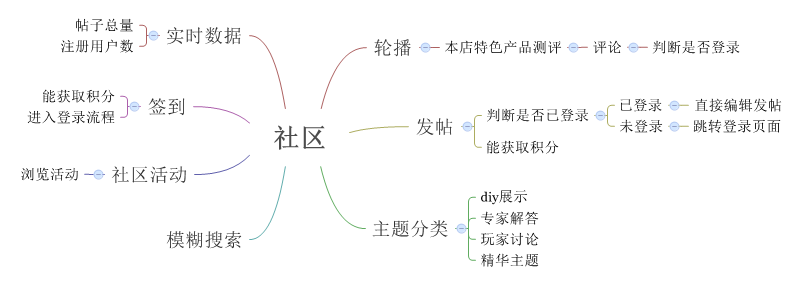 社区
实时数据
帖子总量
注册用户数
签到
能获取积分
进入登录流程
社区活动
浏览活动
模糊搜索
轮播
本店特色产品测评
评论
判断是否登录
发帖
判断是否已登录
已登录
直接编辑发帖
未登录
跳转登录页面
能获取积分
主题分类
diy展示
专家解答
玩家讨论
精华主题